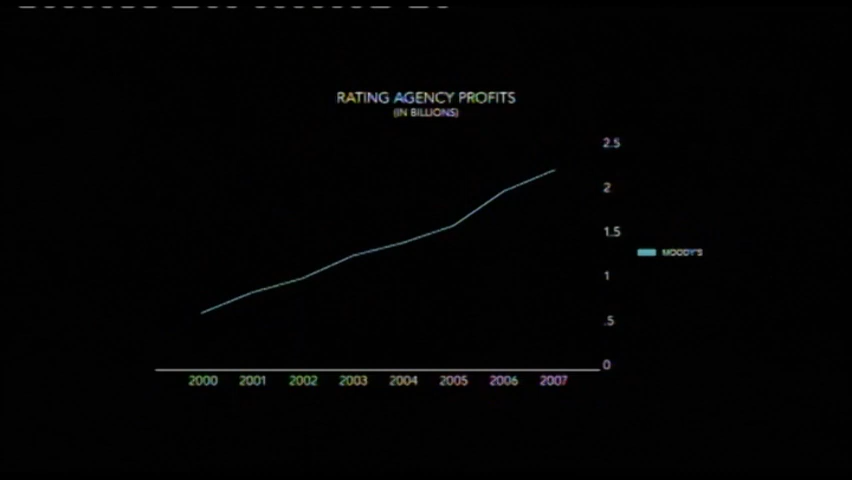 RATING AGENCY PROFITS
(IN BILLIONS)
2.5
2
1.5
1
.5
0
MOODY'S
2000 2001 2002 2003 2004 2005 2006 2007